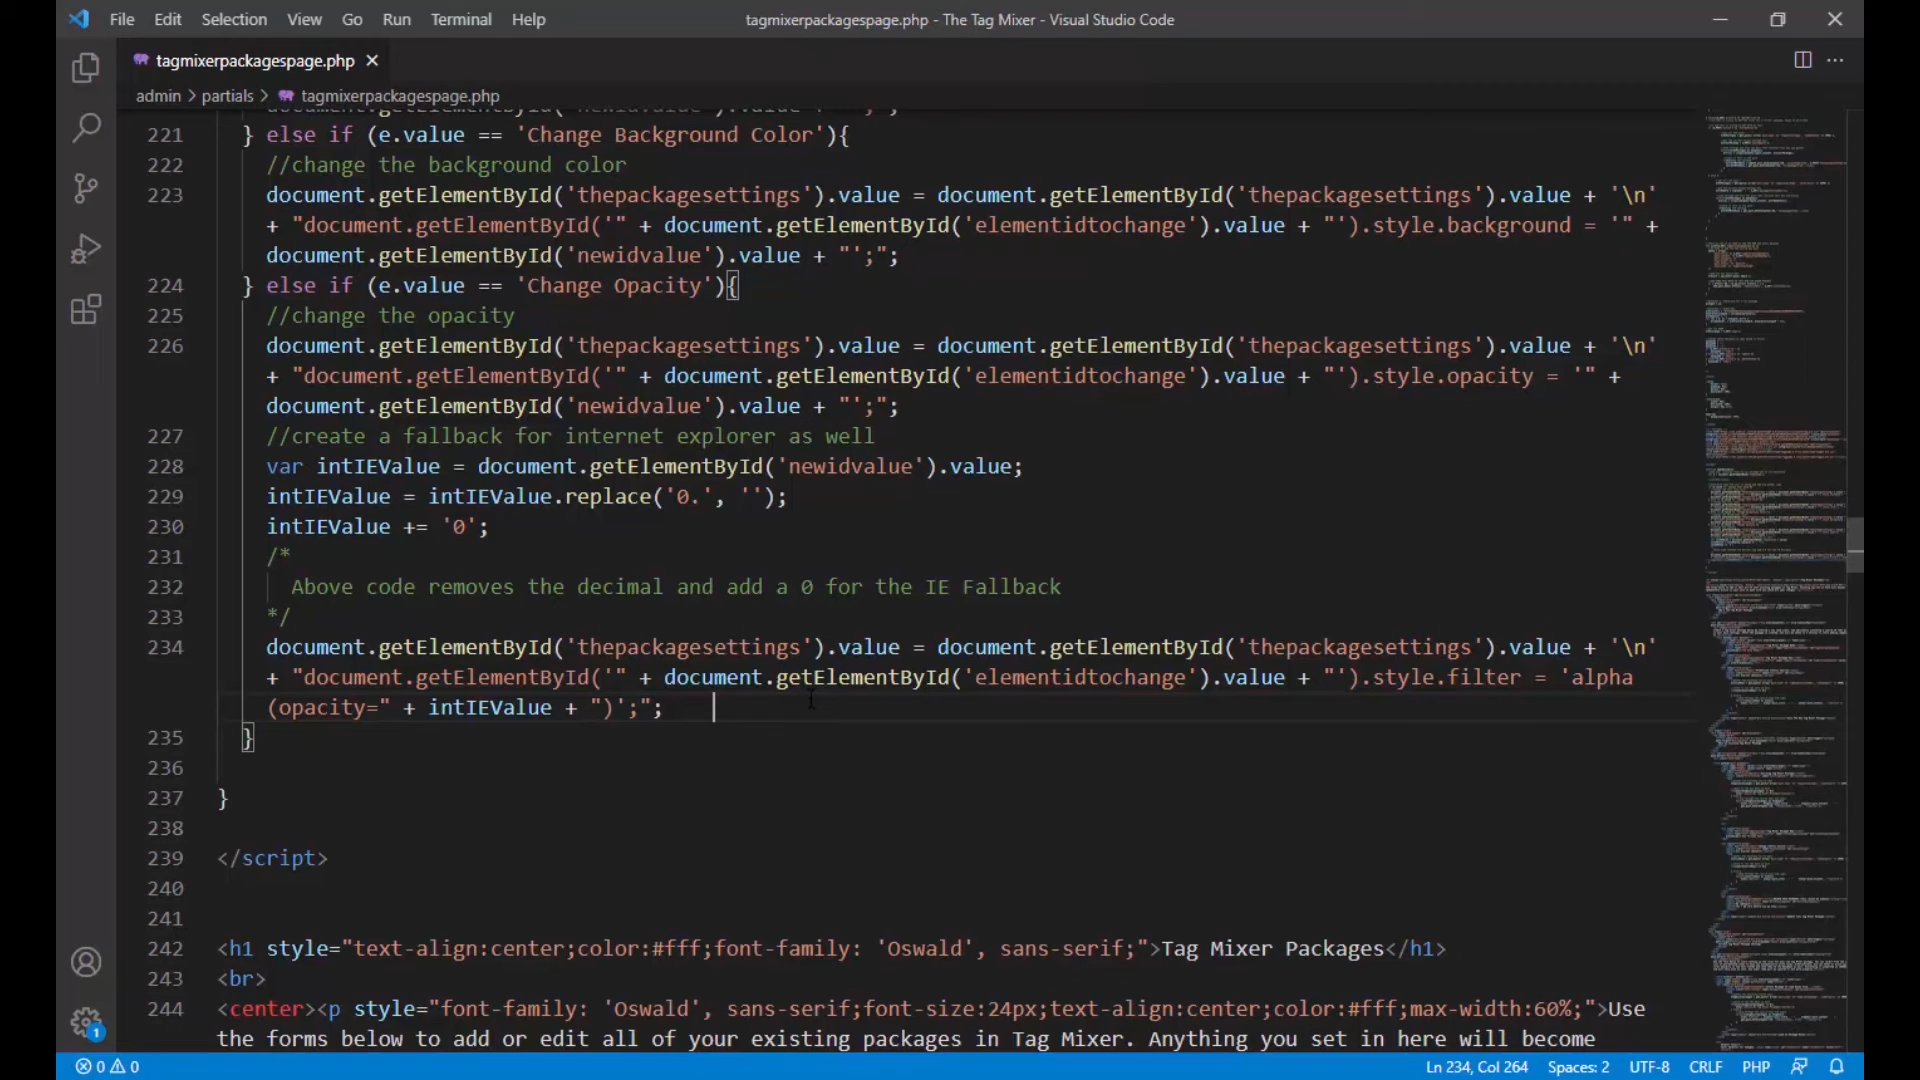 File Edit Selection View Go Run Terminal Help tagmixerpackagespage.php - The Tag Mixer - Visual Studio Code
tagmixerpackagespage.php
admin > partials > tagmixerpackagespage.php
document.getElementById('newidvalue').value + "';";
221 } else if (e.value == 'Change Background Color'){
222 //change the background color
223 document.getElementById('thepackagesettings').value = document.getElementById('thepackagesettings').value + '\n'
+ "document.getElementById('" + document.getElementById('elementidtochange').value + "').style.background = '" +
document.getElementById('newidvalue').value + "';";
224 } else if (e.value == 'Change Opacity'){
225 //change the opacity
226 document.getElementById('thepackagesettings').value = document.getElementById('thepackagesettings').value + '\n'
+ "document.getElementById('" + document.getElementById('elementidtochange').value + "').style.opacity = '" +
document.getElementById('newidvalue').value + "';";
227 //create a fallback for internet explorer as well
228 var intIEValue = document.getElementById('newidvalue').value;
229 intIEValue = intIEValue.replace('0.', '');
230 intIEValue += '0';
231 /*
232 Above code removes the decimal and add a 0 for the IE Fallback
233 */
234 document.getElementById('thepackagesettings').value = document.getElementById('thepackagesettings').value + '\n'
+ "document.getElementById('" + document.getElementById('elementidtochange').value + "').style.filter = 'alpha
(opacity=" + intIEValue + ")';";
235 }
236
237 }
238
239 </script>
240
241
242 <h1 style="text-align:center;color:#fff;font-family: 'Oswald', sans-serif;">Tag Mixer Packages</h1>
243 <br>
244 <center><p style="font-family: 'Oswald', sans-serif;font-size:24px;text-align:center;color:#fff;max-width:60%;">Use
the forms below to add or edit all of your existing packages in Tag Mixer. Anything you set in here will become
1
0 0 Ln 234, Col 264 Spaces: 2 UTF-8 CRLF PHP